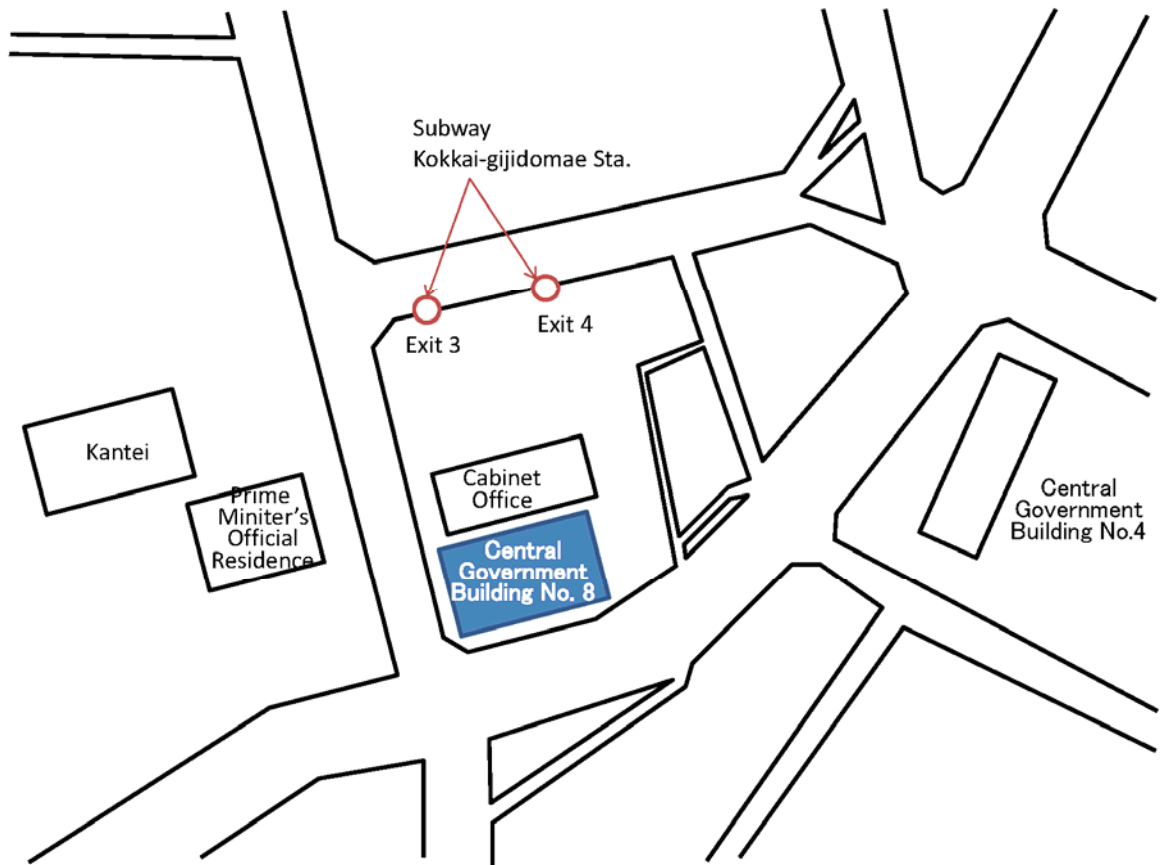 Subway
Kokkai-gijidomae Sta.
Exit 3
Exit 4
Kantei
Prime
Miniter's
Official
Residence
Cabinet
Office
Central
Government
Building No. 8
Central
Government
Building No.4